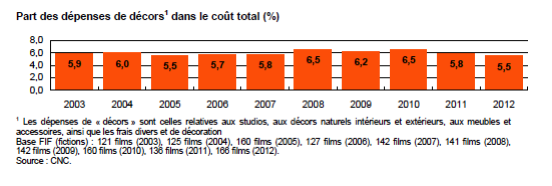 Part des dépenses de décors¹ dans le coût total (%)
8,0
6,0
4,0
2,0
0,0
5,9 6,0 5,5 5,7 5,8 6,5 6,2 6,5 5,8 5,5
2003 2004 2005 2006 2007 2008 2009 2010 2011 2012
¹ Les dépenses de « décors » sont celles relatives aux studios, aux décors naturels intérieurs et extérieurs, aux meubles et
accessoires, ainsi que les frais divers et de décoration
Base FIF (fictions) : 121 films (2003), 125 films (2004), 160 films (2005), 127 films (2006), 142 films (2007), 141 films (2008),
142 films (2009), 160 films (2010), 136 films (2011), 166 films (2012).
Source : CNC.